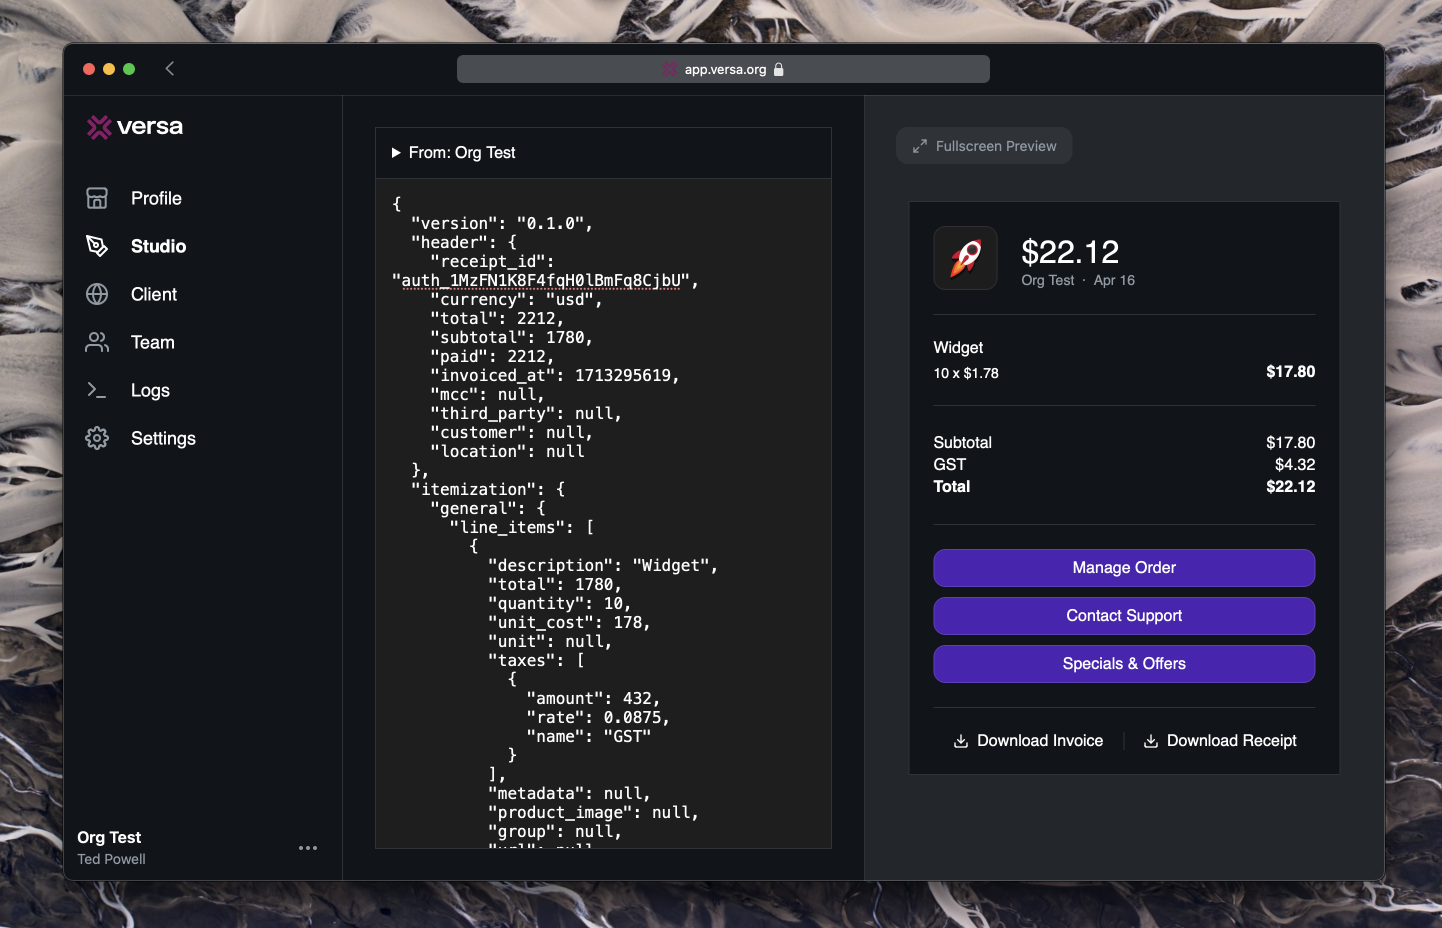 app.versa.org
versa
Profile
Studio
Client
Team
Logs
Settings
Org Test
Ted Powell
From: Org Test
{
"version": "0.1.0",
"header": {
"receipt_id":
"auth_1MzFN1K8F4fqH0lBmFq8CjbU",
"currency": "usd",
"total": 2212,
"subtotal": 1780,
"paid": 2212,
"invoiced_at": 1713295619,
"mcc": null,
"third_party": null,
"customer": null,
"location": null
},
"itemization": {
"general": {
"line_items": [
{
"description": "Widget",
"total": 1780,
"quantity": 10,
"unit_cost": 178,
"unit": null,
"taxes": [
{
"amount": 432,
"rate": 0.0875,
"name": "GST"
}
],
"metadata": null,
"product_image": null,
"group": null,
"url": null
Fullscreen Preview
$22.12
Org Test · Apr 16
Widget
10 x $1.78 $17.80
Subtotal $17.80
GST $4.32
Total $22.12
Manage Order
Contact Support
Specials & Offers
Download Invoice
Download Receipt